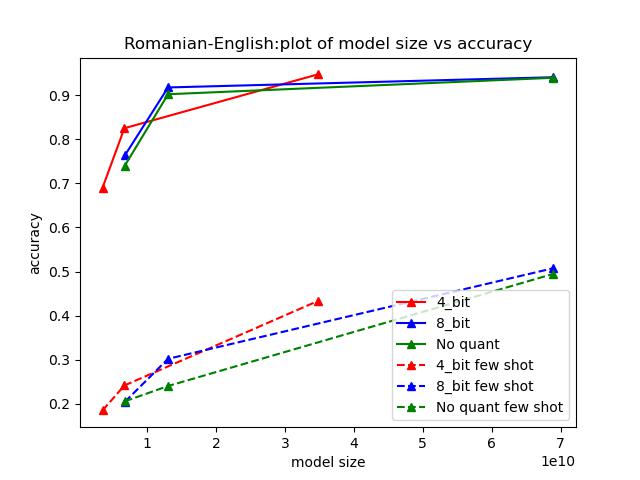 Romanian-English:plot of model size vs accuracy
accuracy
0.9
0.8
0.7
0.6
0.5
0.4
0.3
0.2
4_bit
8_bit
No quant
4_bit few shot
8_bit few shot
No quant few shot
1 2 3 4 5 6 7
1e10
model size